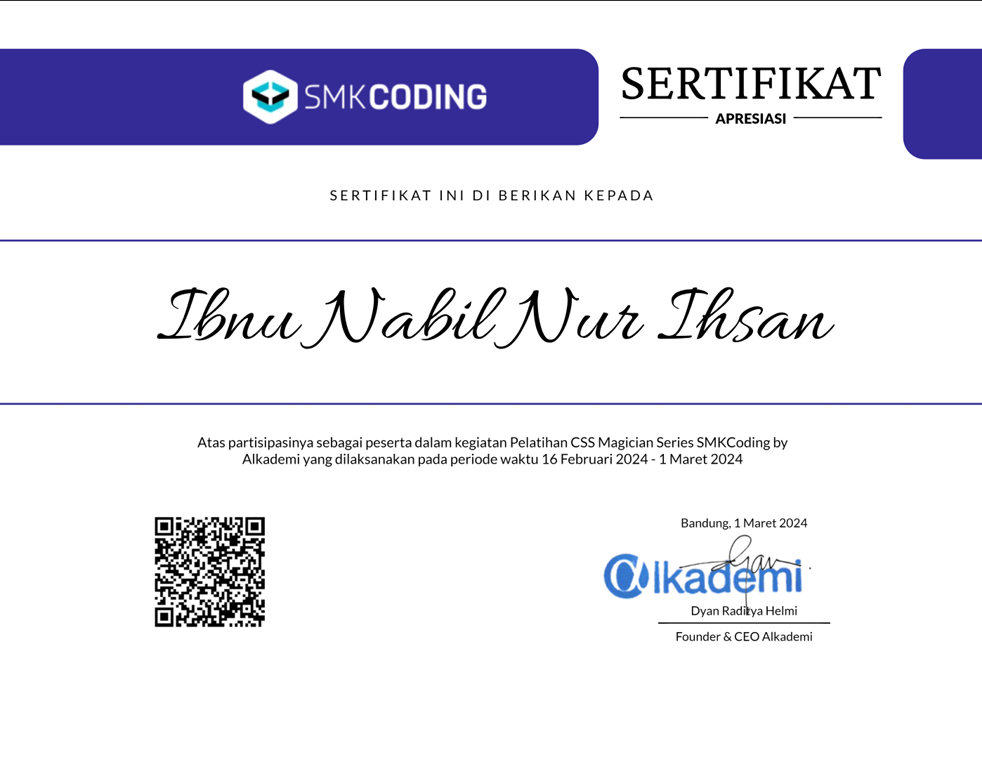 SMKCODING
SERTIFIKAT
APRESIASI
SERTIFIKAT INI DI BERIKAN KEPADA
Ibnu Nabil Nur Ihsan
Atas partisipasinya sebagai peserta dalam kegiatan Pelatihan CSS Magician Series SMKCoding by
Alkademi yang dilaksanakan pada periode waktu 16 Februari 2024 - 1 Maret 2024
Bandung, 1 Maret 2024
alkademi
Dyan Raditya Helmi
Founder & CEO Alkademi